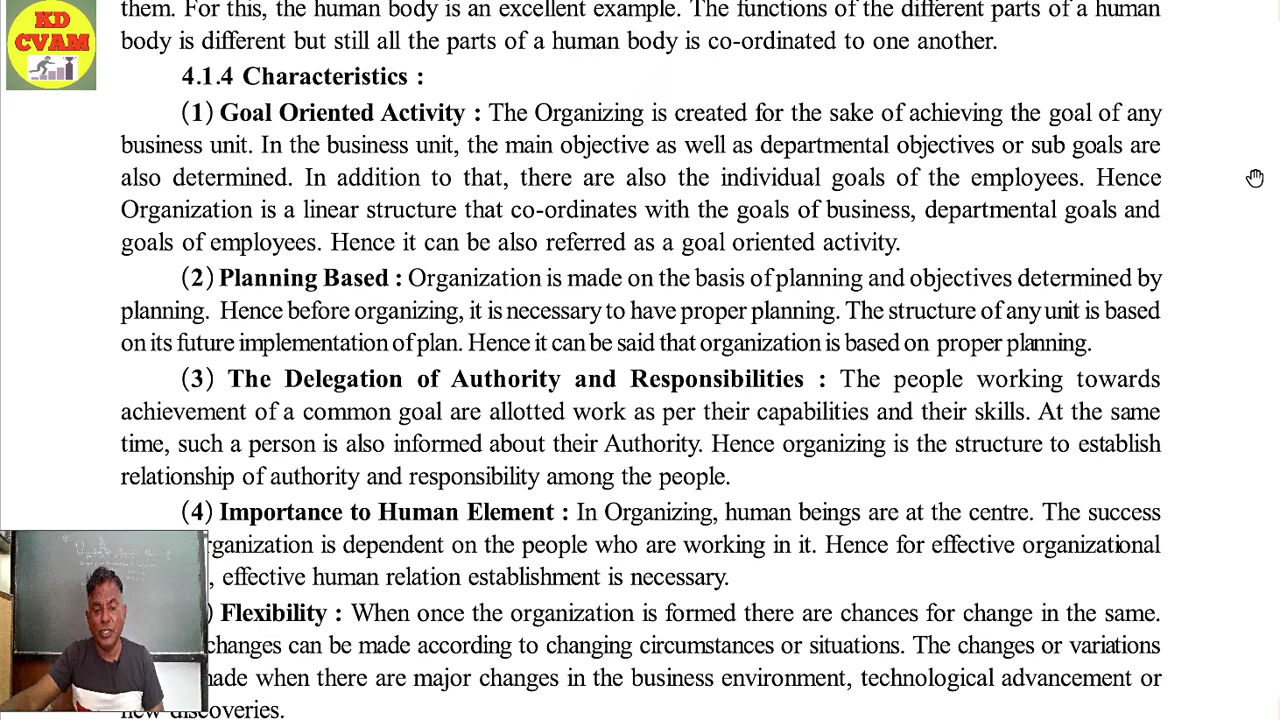 KD
CVAM
them. For this, the human body is an excellent example. The functions of the different parts of a human
body is different but still all the parts of a human body is co-ordinated to one another.
4.1.4 Characteristics :
(1) Goal Oriented Activity : The Organizing is created for the sake of achieving the goal of any
business unit. In the business unit, the main objective as well as departmental objectives or sub goals are
also determined. In addition to that, there are also the individual goals of the employees. Hence
Organization is a linear structure that co-ordinates with the goals of business, departmental goals and
goals of employees. Hence it can be also referred as a goal oriented activity.
(2) Planning Based : Organization is made on the basis of planning and objectives determined by
planning. Hence before organizing, it is necessary to have proper planning. The structure of any unit is based
on its future implementation of plan. Hence it can be said that organization is based on proper planning.
(3) The Delegation of Authority and Responsibilities : The people working towards
achievement of a common goal are allotted work as per their capabilities and their skills. At the same
time, such a person is also informed about their Authority. Hence organizing is the structure to establish
relationship of authority and responsibility among the people.
(4) Importance to Human Element : In Organizing, human beings are at the centre. The success
rganization is dependent on the people who are working in it. Hence for effective organizational
, effective human relation establishment is necessary.
) Flexibility : When once the organization is formed there are chances for change in the same.
changes can be made according to changing circumstances or situations. The changes or variations
made when there are major changes in the business environment, technological advancement or
new discoveries.